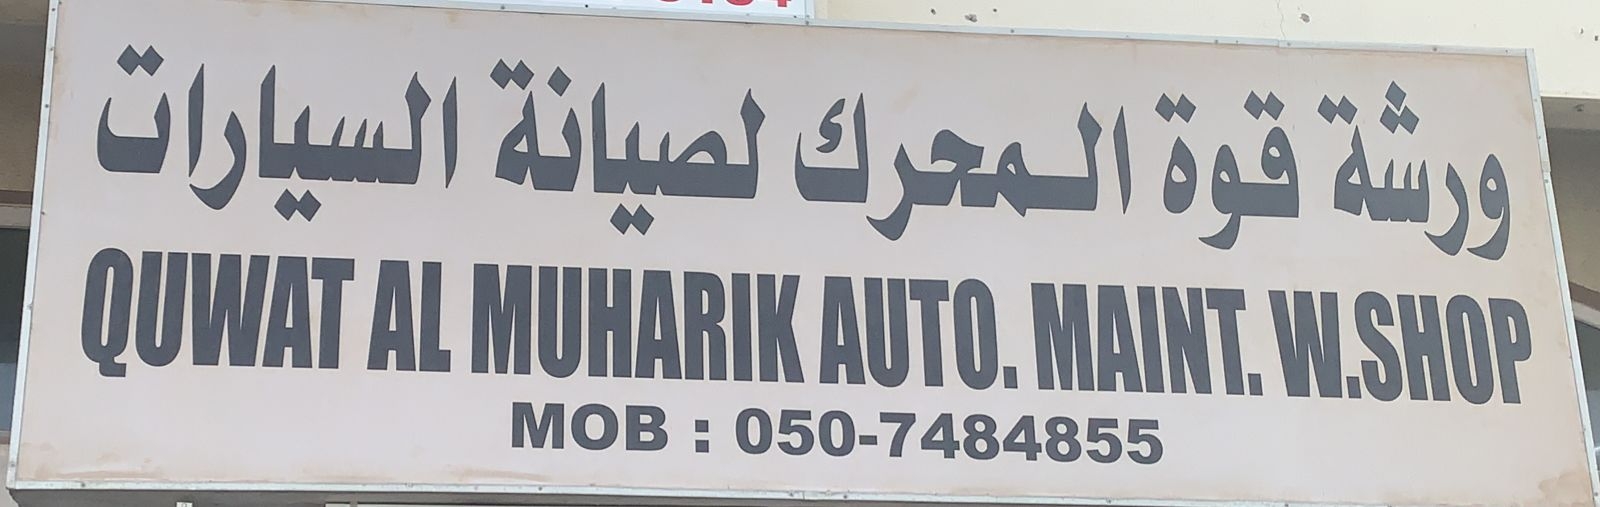 ورشة قوة المحرك لصيانة السيارات
QUWAT AL MUHARIK AUTO. MAINT. W.SHOP
MOB : 050-7484855